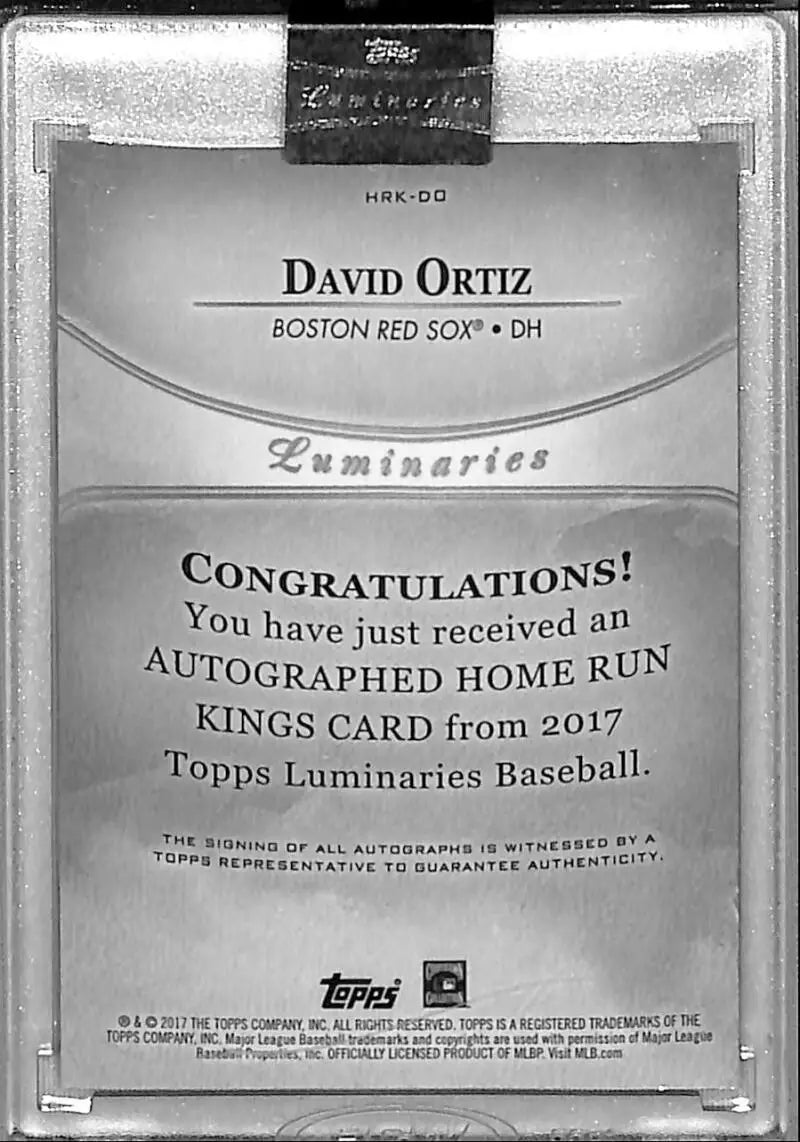 Topps
Luminaries
HRK-DO
DAVID ORTIZ
BOSTON RED SOX® • DH
Luminaries
CONGRATULATIONS!
You have just received an
AUTOGRAPHED HOME RUN
KINGS CARD from 2017
Topps Luminaries Baseball.
THE SIGNING OF ALL AUTOGRAPHS IS WITNESSED BY A
TOPPS REPRESENTATIVE TO GUARANTEE AUTHENTICITY.
Topps®
® & © 2017 THE TOPPS COMPANY, INC. ALL RIGHTS RESERVED. TOPPS IS A REGISTERED TRADEMARKS OF THE
TOPPS COMPANY, INC. Major League Baseball trademarks and copyrights are used with permission of Major League
Baseball Properties, Inc. OFFICIALLY LICENSED PRODUCT OF MLBP. Visit MLB.com